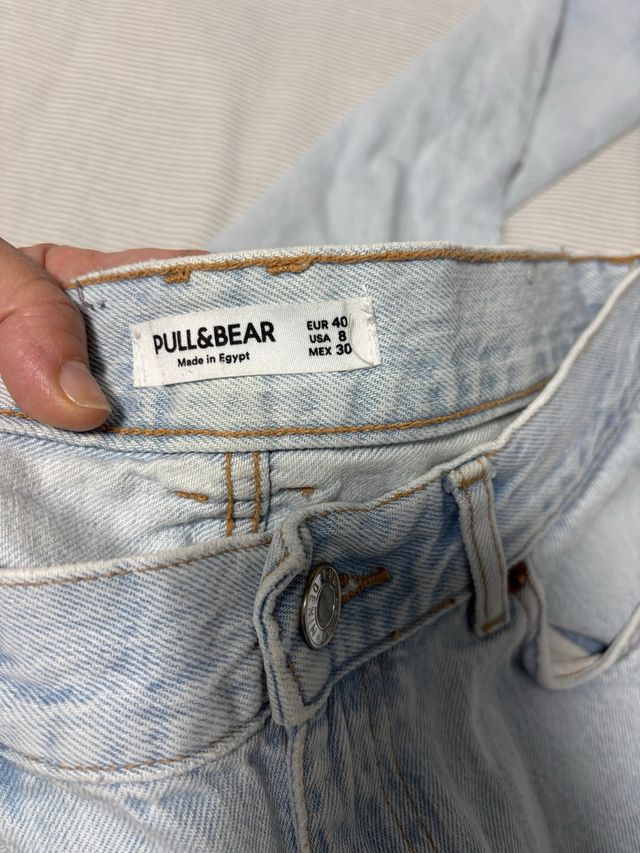 PULL&BEAR
Made in Egypt
EUR 40
USA 8
MEX 30